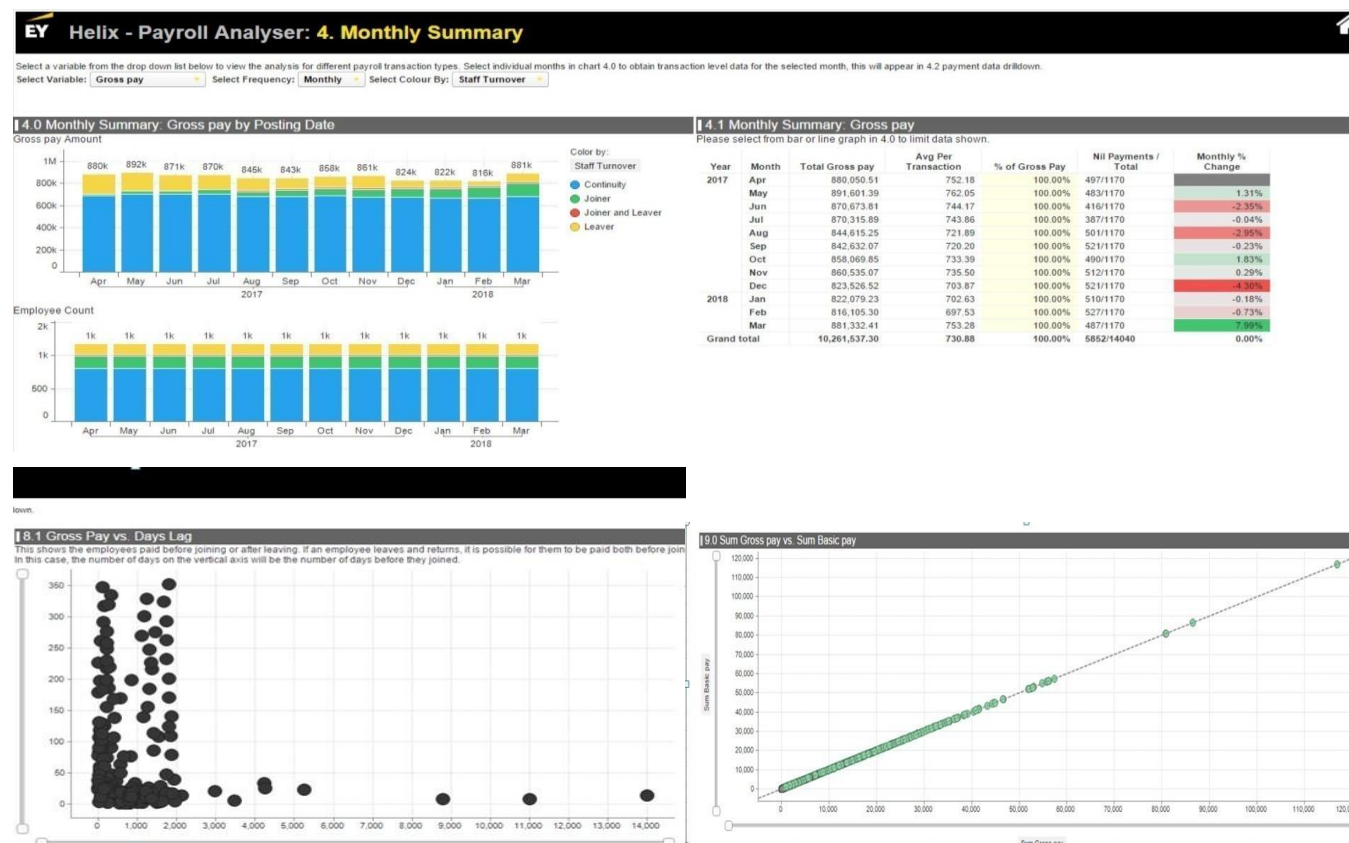 EY Helix - Payroll Analyser: 4. Monthly Summary
Select a variable from the drop down list below to view the analysis for different payroll transaction types. Select individual months in chart 4.0 to obtain transaction level data for the selected month, this will appear in 4.2 payment data drilldown.
Select Variable: Gross pay Select Frequency: Monthly Select Colour By: Staff Turnover
4.0 Monthly Summary: Gross pay by Posting Date
Gross pay Amount
1M
800k
600k
400k
200k
0
880k 892k 871k 870k 845k 843k 858k 861k 824k 822k 816k 881k
Apr May Jun Jul Aug Sep Oct Nov Dec Jan Feb Mar
2017 2018
Color by:
Staff Turnover
Continuity
Joiner
Joiner and Leaver
Leaver
Employee Count
2k
1k
500
0
1k 1k 1k 1k 1k 1k 1k 1k 1k 1k 1k 1k
Apr May Jun Jul Aug Sep Oct Nov Dec Jan Feb Mar
2017 2018
4.1 Monthly Summary: Gross pay
Please select from bar or line graph in 4.0 to limit data shown.
Year Month Total Gross pay Avg Per Transaction % of Gross Pay Nil Payments / Total Monthly % Change
2017 Apr 880,050.51 752.18 100.00% 497/1170
May 891,601.39 762.05 100.00% 483/1170 1.31%
Jun 870,673.81 744.17 100.00% 416/1170 -2.35%
Jul 870,315.89 743.86 100.00% 387/1170 -0.04%
Aug 844,615.25 721.89 100.00% 501/1170 -2.95%
Sep 842,632.07 720.20 100.00% 521/1170 -0.23%
Oct 858,069.85 733.39 100.00% 490/1170 1.83%
Nov 860,535.07 735.50 100.00% 512/1170 0.29%
Dec 823,526.52 703.87 100.00% 521/1170 -4.30%
2018 Jan 822,079.23 702.63 100.00% 510/1170 -0.18%
Feb 816,105.30 697.53 100.00% 527/1170 -0.73%
Mar 881,332.41 753.28 100.00% 487/1170 7.99%
Grand total 10,261,537.30 730.88 100.00% 5852/14040 0.00%
down.
8.1 Gross Pay vs. Days Lag
This shows the employees paid before joining or after leaving. If an employee leaves and returns, it is possible for them to be paid both before join
In this case, the number of days on the vertical axis will be the number of days before they joined.
350
300
250
200
150
100
50
0
0 1,000 2,000 3,000 4,000 5,000 6,000 7,000 8,000 9,000 10,000 11,000 12,000 13,000 14,000
9.0 Sum Gross pay vs. Sum Basic pay
Sum Basic pay
120,000
110,000
100,000
90,000
80,000
70,000
60,000
50,000
40,000
30,000
20,000
10,000
0
0 10,000 20,000 30,000 40,000 50,000 60,000 70,000 80,000 90,000 100,000 110,000 120,0
Sum Gross pay